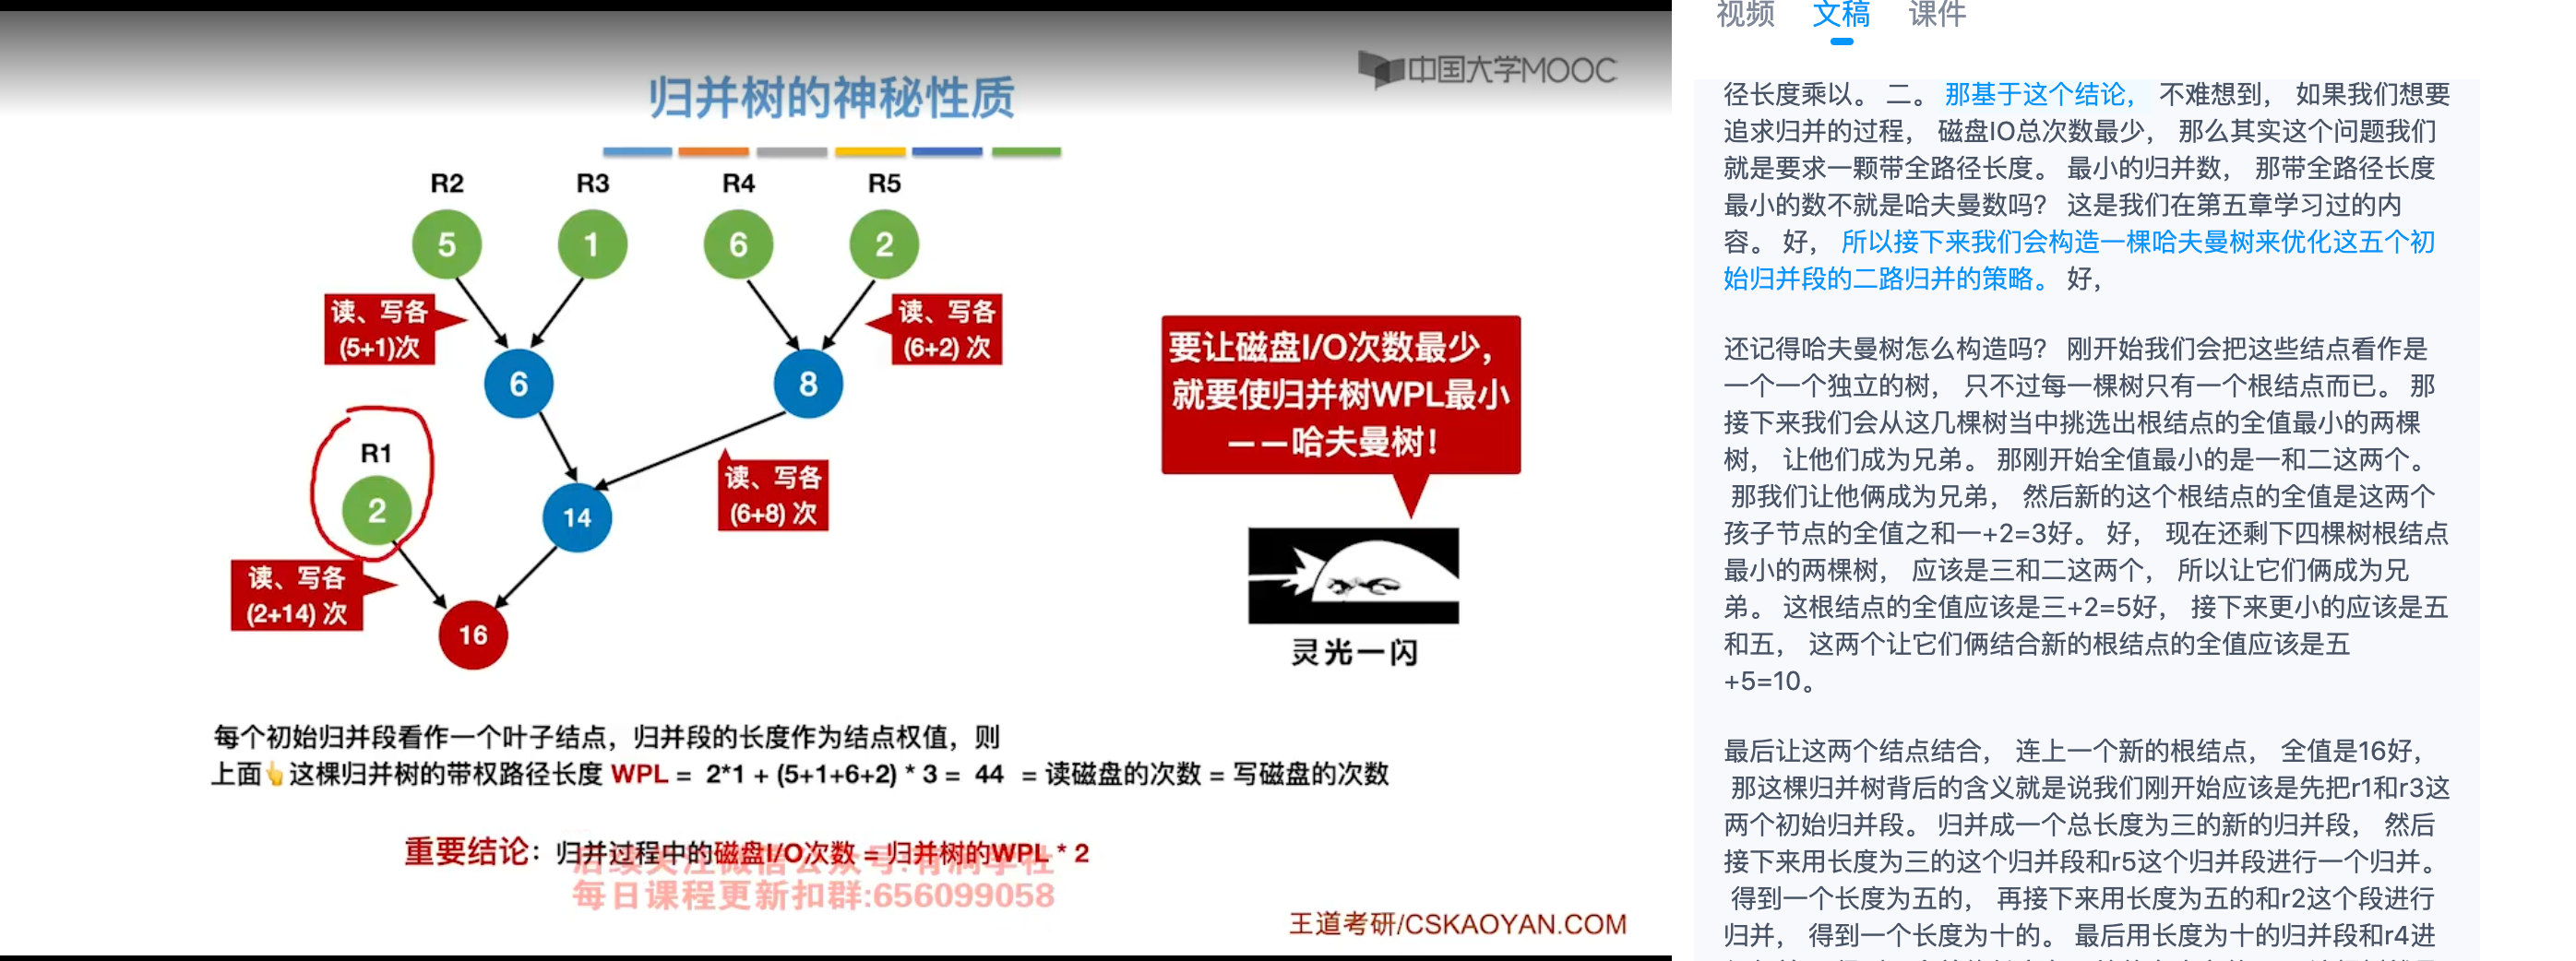 中国大学MOOC
归并树的神秘性质
R2 R3 R4 R5
5 1 6 2
读、写各
(5+1)次
读、写各
(6+2) 次
6 8
R1
2
读、写各
(6+8) 次
14
读、写各
(2+14) 次
16
要让磁盘I/O次数最少，
就要使归并树WPL最小
——哈夫曼树！
灵光一闪
每个初始归并段看作一个叶子结点，归并段的长度作为结点权值，则
上面👆这棵归并树的带权路径长度 WPL = 2*1 + (5+1+6+2) * 3 = 44 = 读磁盘的次数 = 写磁盘的次数
重要结论：归并过程中的磁盘I/O次数 = 归并树的WPL * 2
每日课程更新扣群:656099058
王道考研/CSKAOYAN.COM
视频 文稿 课件
径长度乘以。 二。 那基于这个结论， 不难想到， 如果我们想要
追求归并的过程， 磁盘IO总次数最少， 那么其实这个问题我们
就是要求一颗带全路径长度。 最小的归并数， 那带全路径长度
最小的数不就是哈夫曼数吗？ 这是我们在第五章学习过的内
容。 好， 所以接下来我们会构造一棵哈夫曼树来优化这五个初
始归并段的二路归并的策略。 好，
还记得哈夫曼树怎么构造吗？ 刚开始我们会把这些结点看作是
一个一个独立的树， 只不过每一棵树只有一个根结点而已。 那
接下来我们会从这几棵树当中挑选出根结点的全值最小的两棵
树， 让他们成为兄弟。 那刚开始全值最小的是一和二这两个。
那我们让他俩成为兄弟， 然后新的这个根结点的全值是这两个
孩子节点的全值之和一+2=3好。 好， 现在还剩下四棵树根结点
最小的两棵树， 应该是三和二这两个， 所以让它们俩成为兄
弟。 这根结点的全值应该是三+2=5好， 接下来更小的应该是五
和五， 这两个让它们俩结合新的根结点的全值应该是五
+5=10。
最后让这两个结点结合， 连上一个新的根结点， 全值是16好，
那这棵归并树背后的含义就是说我们刚开始应该是先把r1和r3这
两个初始归并段。 归并成一个总长度为三的新的归并段， 然后
接下来用长度为三的这个归并段和r5这个归并段进行一个归并。
得到一个长度为五的， 再接下来用长度为五的和r2这个段进行
归并， 得到一个长度为十的。 最后用长度为十的归并段和r4进